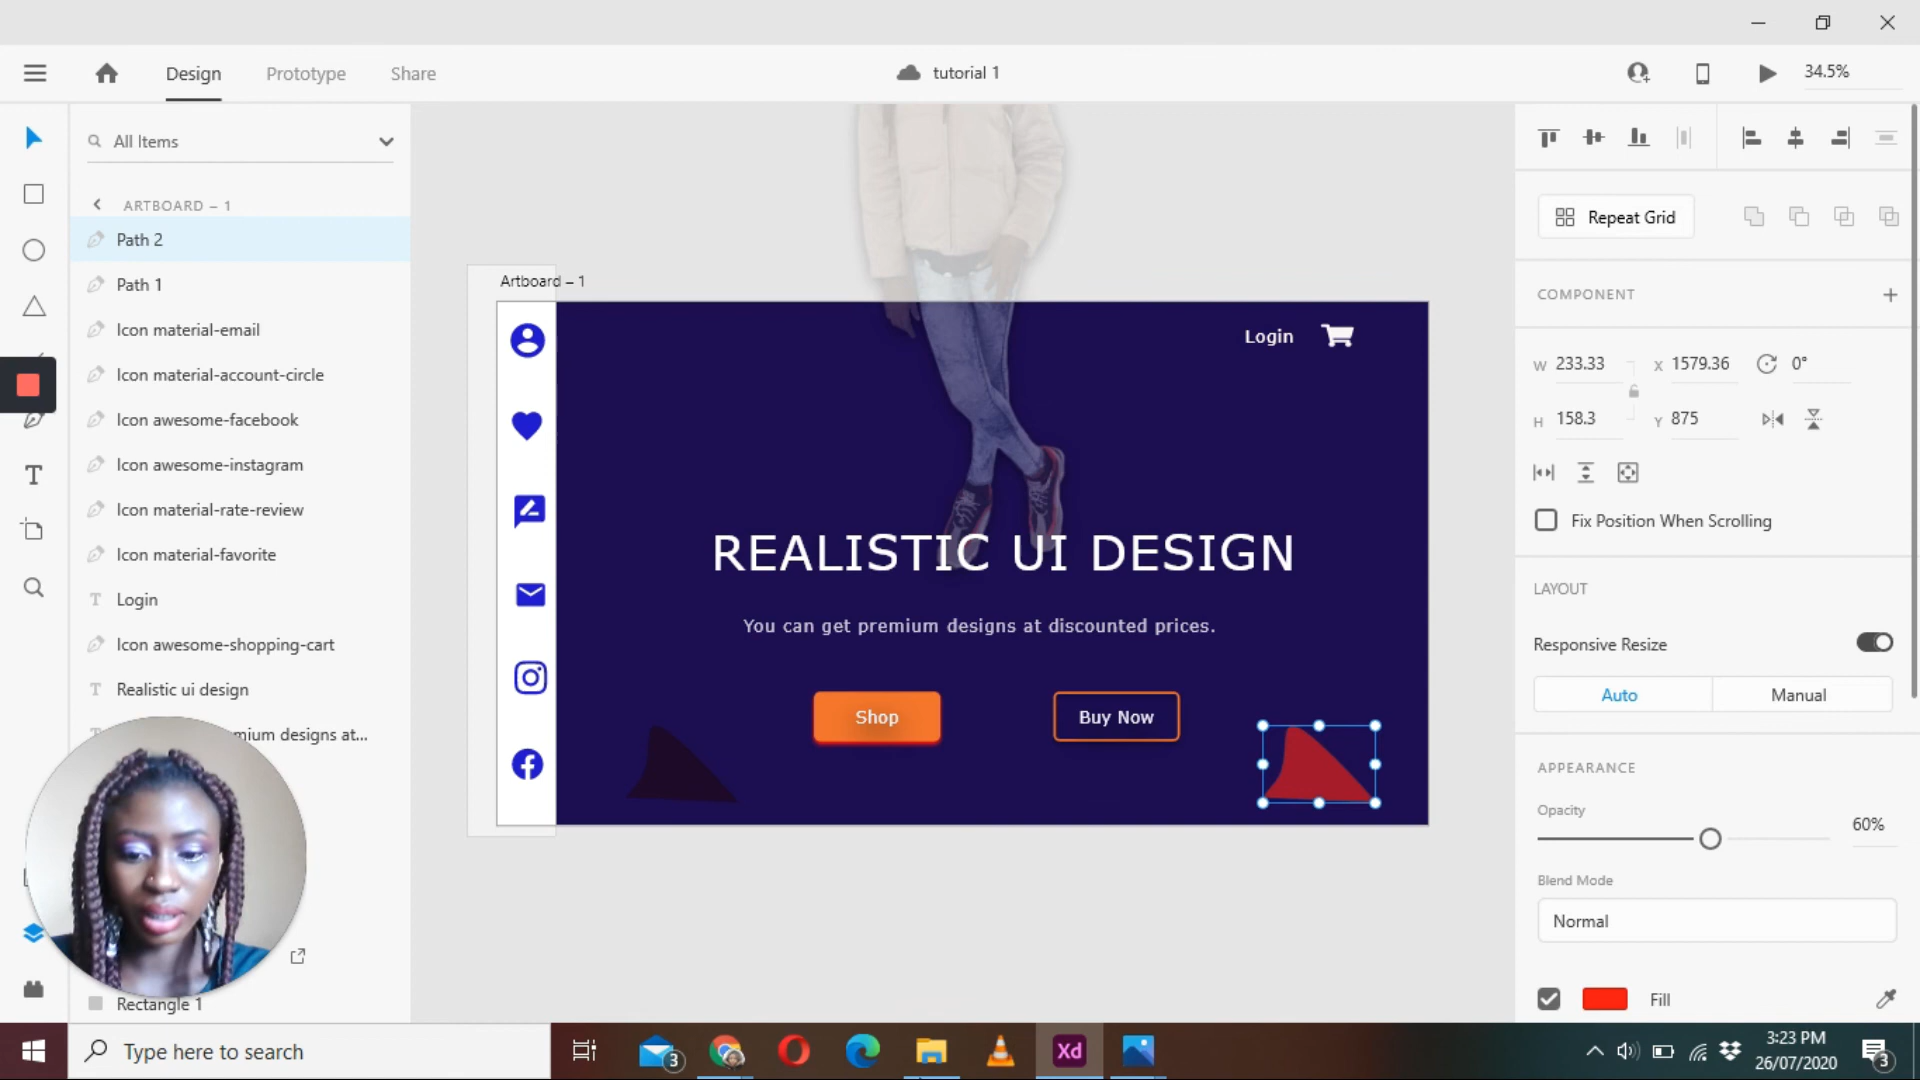 Design
Prototype
Share
tutorial 1
34.5%
All Items
ARTBOARD – 1
Path 2
Path 1
Icon material-email
Icon material-account-circle
Icon awesome-facebook
Icon awesome-instagram
Icon material-rate-review
Icon material-favorite
Login
Icon awesome-shopping-cart
Realistic ui design
mium designs at...
Rectangle 1
Artboard – 1
Login
REALISTIC UI DESIGN
You can get premium designs at discounted prices.
Shop
Buy Now
Repeat Grid
COMPONENT
W 233.33
X 1579.36
0°
H 158.3
Y 875
Fix Position When Scrolling
LAYOUT
Responsive Resize
Auto
Manual
APPEARANCE
Opacity
60%
Blend Mode
Normal
Fill
Type here to search
3
Xd
3:23 PM
26/07/2020
3